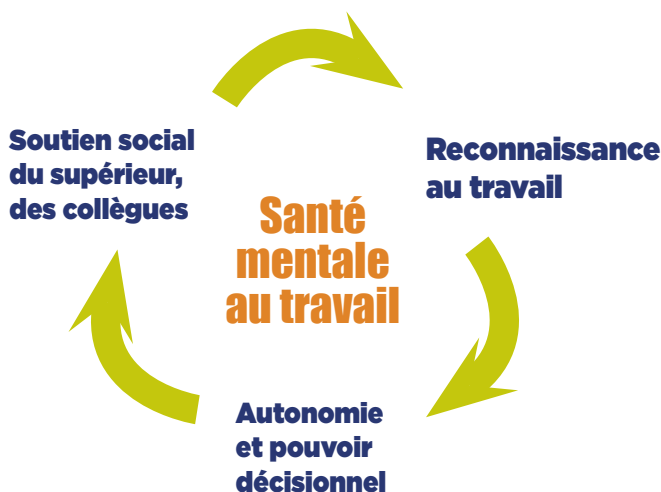 Soutien social
du supérieur,
des collègues
Reconnaissance
au travail
Santé
mentale
au travail
Autonomie
et pouvoir
décisionnel